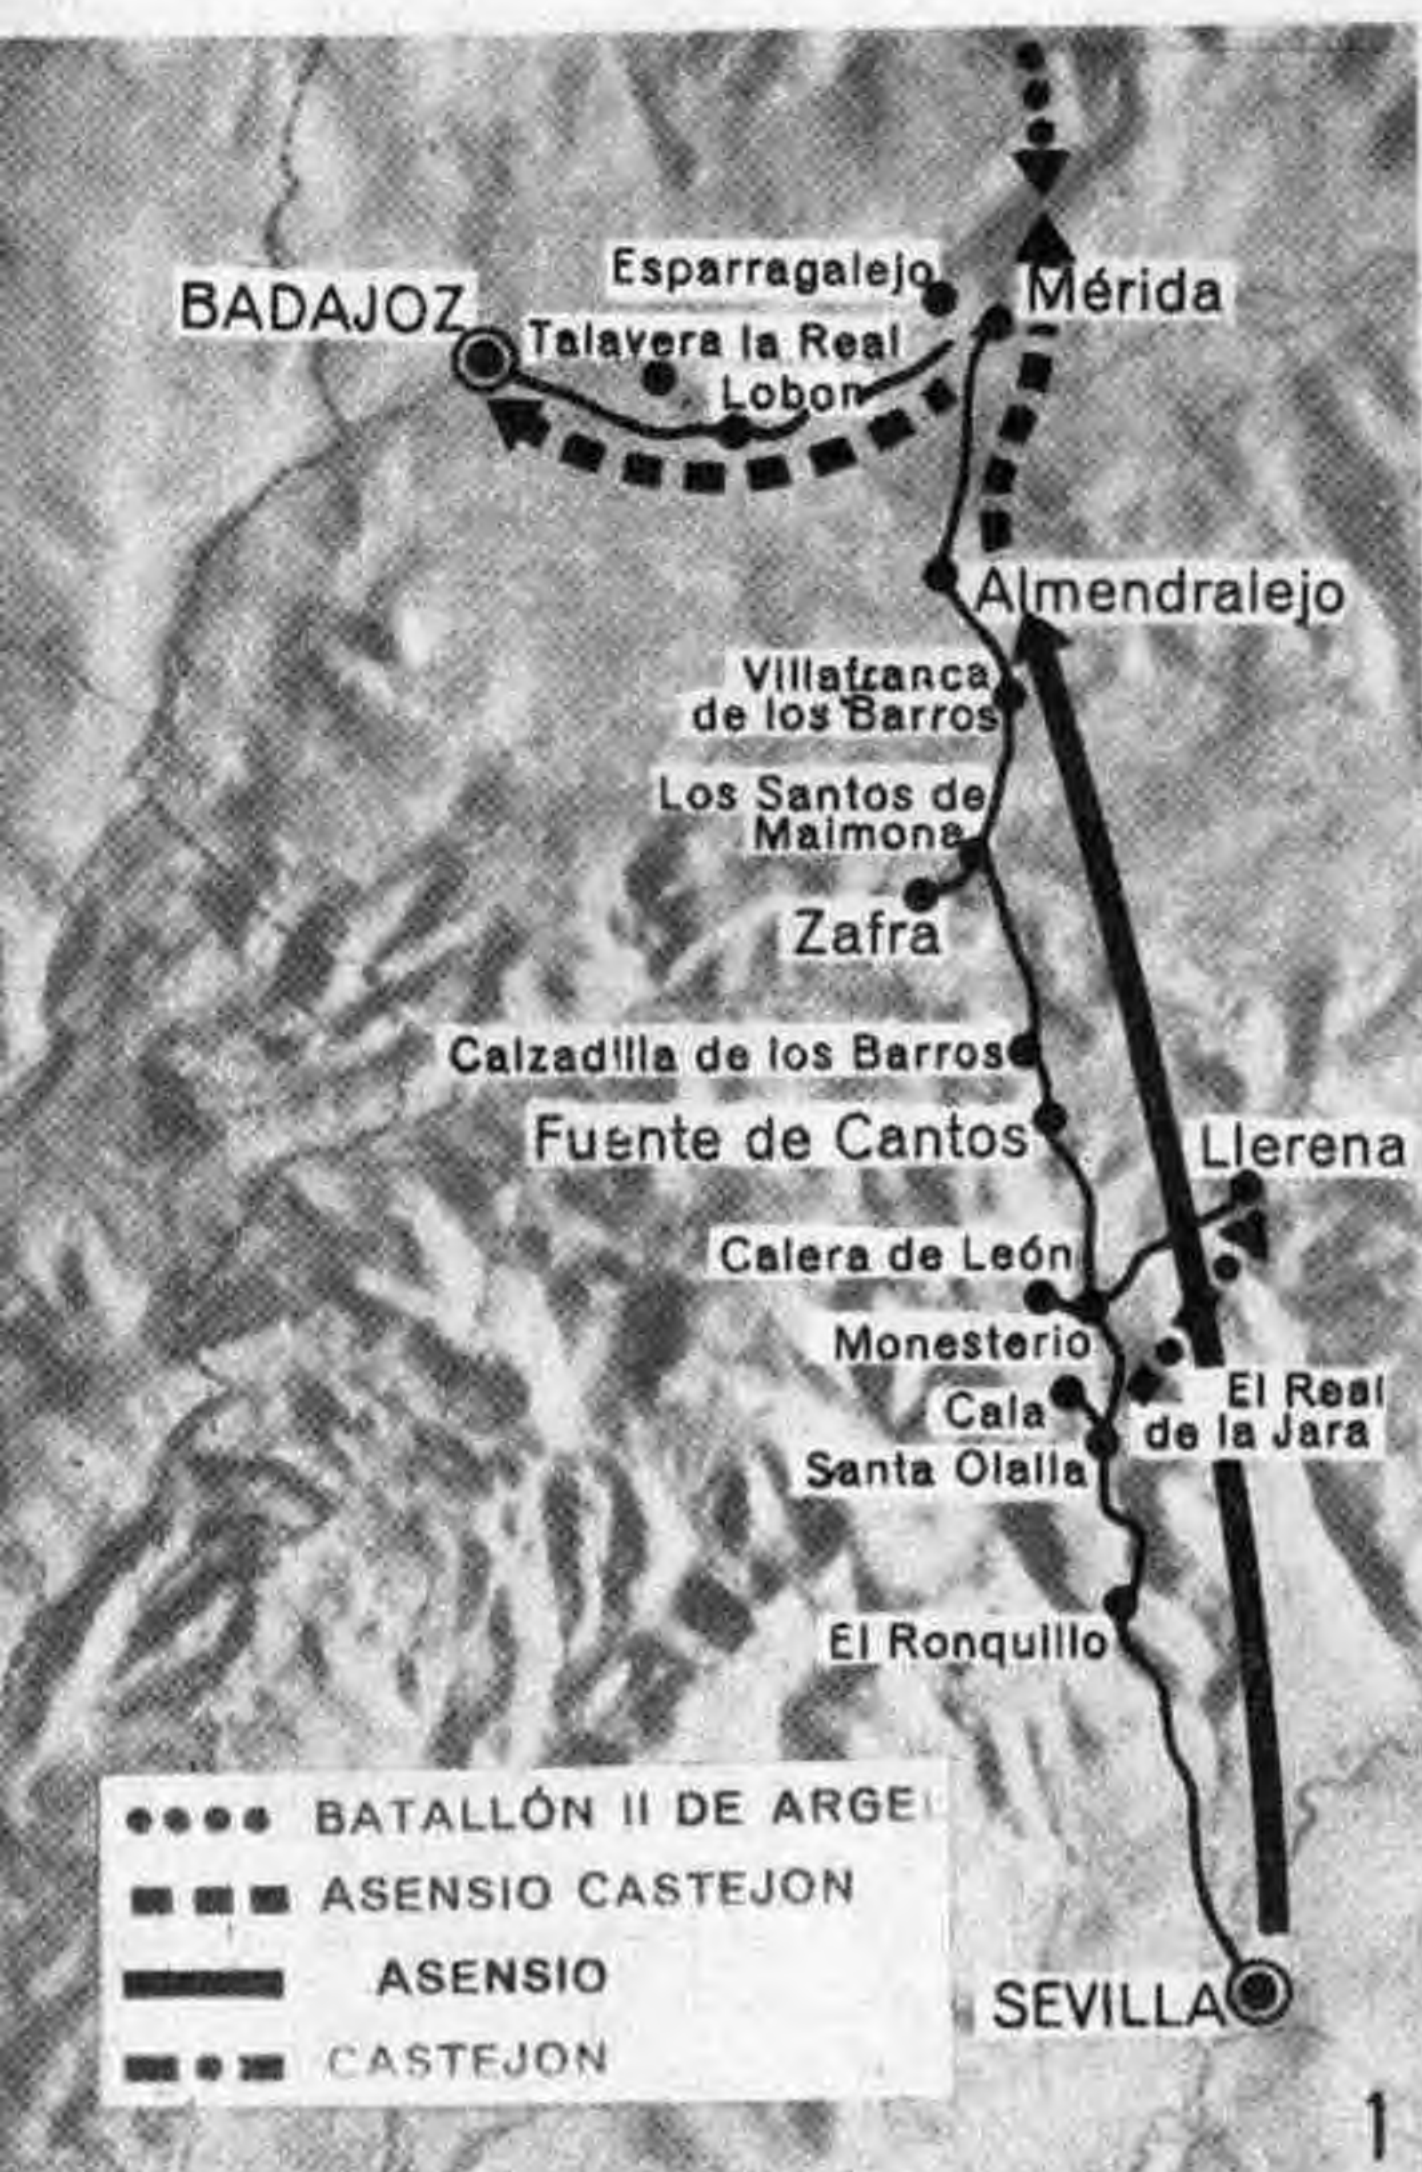 Esparragalejo
Mérida
BADAJOZ
Talavera la Real
Lobon
Almendralejo
Villafranca
de los Barros
Los Santos de
Maimona
Zafra
Calzadilla de los Barros
Fuente de Cantos
Llerena
Calera de León
Monesterio
El Real
de la Jara
Cala
Santa Olalla
El Ronquillo
BATALLÓN II DE ARGEL
ASENSIO CASTEJON
ASENSIO
CASTEJON
SEVILLA
1